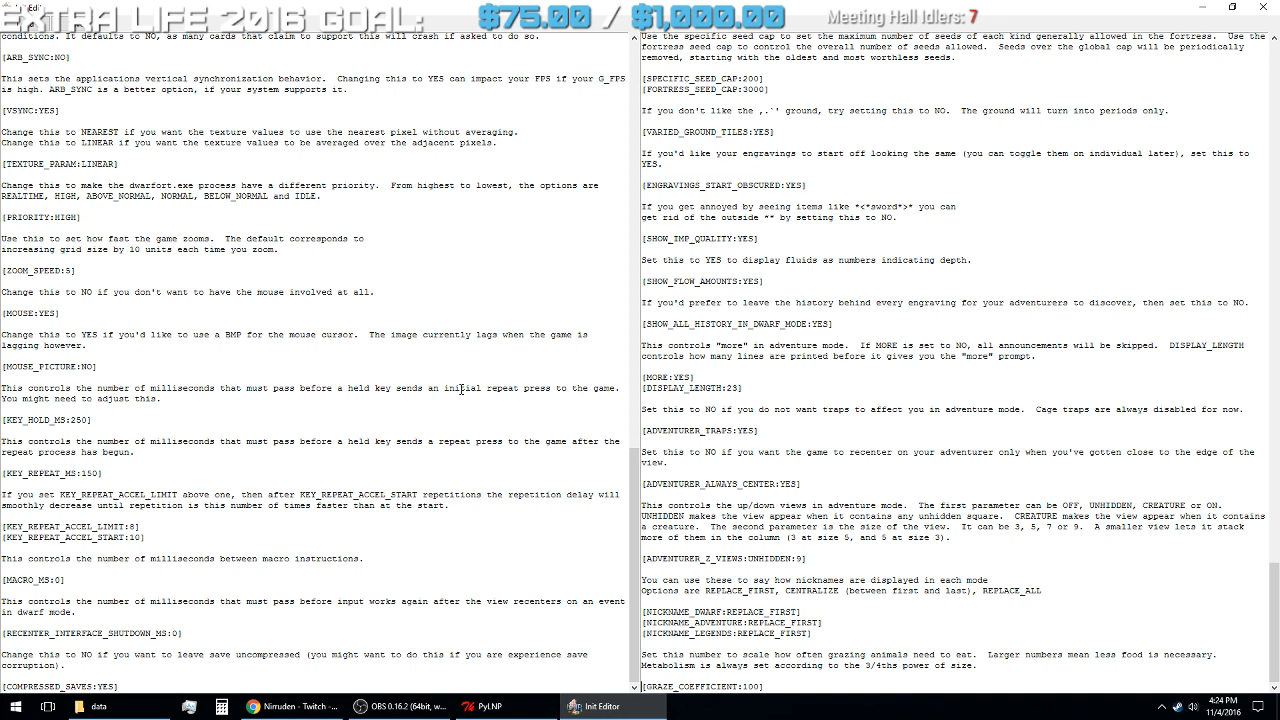 Edit
EXTRA LIFE 2016 GOAL: $75.00 / $1,000.00
Meeting Hall Idlers: 7
conditions. It defaults to NO, as many cards that claim to support this will crash if asked to do so.
[ARB_SYNC:NO]
This sets the applications vertical synchronization behavior.  Changing this to YES can impact your FPS if your G_FPS
is high. ARB_SYNC is a better option, if your system supports it.
[VSYNC:YES]
Change this to NEAREST if you want the texture values to use the nearest pixel without averaging.
Change this to LINEAR if you want the texture values to be averaged over the adjacent pixels.
[TEXTURE_PARAM:LINEAR]
Change this to make the dwarfort.exe process have a different priority.  From highest to lowest, the options are
REALTIME, HIGH, ABOVE_NORMAL, NORMAL, BELOW_NORMAL and IDLE.
[PRIORITY:HIGH]
Use this to set how fast the game zooms.  The default corresponds to
increasing grid size by 10 units each time you zoom.
[ZOOM_SPEED:5]
Change this to NO if you don't want to have the mouse involved at all.
[MOUSE:YES]
Change this to YES if you'd like to use a BMP for the mouse cursor.  The image currently lags when the game is
lagging however.
[MOUSE_PICTURE:NO]
This controls the number of milliseconds that must pass before a held key sends an initial repeat press to the game.
You might need to adjust this.
[KEY_HOLD_MS:250]
This controls the number of milliseconds that must pass before a held key sends a repeat press to the game after the
repeat process has begun.
[KEY_REPEAT_MS:150]
If you set KEY_REPEAT_ACCEL_LIMIT above one, then after KEY_REPEAT_ACCEL_START repetitions the repetition delay will
smoothly decrease until repetition is this number of times faster than at the start.
[KEY_REPEAT_ACCEL_LIMIT:8]
[KEY_REPEAT_ACCEL_START:10]
This controls the number of milliseconds between macro instructions.
[MACRO_MS:0]
This controls the number of milliseconds that must pass before input works again after the view recenters on an event
in dwarf mode.
[RECENTER_INTERFACE_SHUTDOWN_MS:0]
Change this to NO if you want to leave save uncompressed (you might want to do this if you are experience save
corruption).
[COMPRESSED_SAVES:YES]
Use the specific seed cap to set the maximum number of seeds of each kind generally allowed in the fortress.  Use the
fortress seed cap to control the overall number of seeds allowed.  Seeds over the global cap will be periodically
removed, starting with the oldest and most worthless seeds.
[SPECIFIC_SEED_CAP:200]
[FORTRESS_SEED_CAP:3000]
If you don't like the ,.`' ground, try setting this to NO.  The ground will turn into periods only.
[VARIED_GROUND_TILES:YES]
If you'd like your engravings to start off looking the same (you can toggle them on individual later), set this to
YES.
[ENGRAVINGS_START_OBSCURED:YES]
If you get annoyed by seeing items like *<*sword*>* you can
get rid of the outside ** by setting this to NO.
[SHOW_IMP_QUALITY:YES]
Set this to YES to display fluids as numbers indicating depth.
[SHOW_FLOW_AMOUNTS:YES]
If you'd prefer to leave the history behind every engraving for your adventurers to discover, then set this to NO.
[SHOW_ALL_HISTORY_IN_DWARF_MODE:YES]
This controls "more" in adventure mode.  If MORE is set to NO, all announcements will be skipped.  DISPLAY_LENGTH
controls how many lines are printed before it gives you the "more" prompt.
[MORE:YES]
[DISPLAY_LENGTH:23]
Set this to NO if you do not want traps to affect you in adventure mode.  Cage traps are always disabled for now.
[ADVENTURER_TRAPS:YES]
Set this to NO if you want the game to recenter on your adventurer only when you've gotten close to the edge of the
view.
[ADVENTURER_ALWAYS_CENTER:YES]
This controls the up/down views in adventure mode.  The first parameter can be OFF, UNHIDDEN, CREATURE or ON.
UNHIDDEN makes the view appear when it contains any unhidden square.  CREATURE makes the view appear when it contains
a creature.  The second parameter is the size of the view.  It can be 3, 5, 7 or 9.  A smaller view lets it stack
more of them in the column (3 at size 5, and 5 at size 3).
[ADVENTURER_Z_VIEWS:UNHIDDEN:9]
You can use these to say how nicknames are displayed in each mode
Options are REPLACE_FIRST, CENTRALIZE (between first and last), REPLACE_ALL
[NICKNAME_DWARF:REPLACE_FIRST]
[NICKNAME_ADVENTURE:REPLACE_FIRST]
[NICKNAME_LEGENDS:REPLACE_FIRST]
Set this number to scale how often grazing animals need to eat.  Larger numbers mean less food is necessary.
Metabolism is always set according to the 3/4ths power of size.
[GRAZE_COEFFICIENT:100]
data
Nirruden - Twitch -...
OBS 0.16.2 (64bit, w...
PyLNP
Init Editor
4:24 PM
11/4/2016